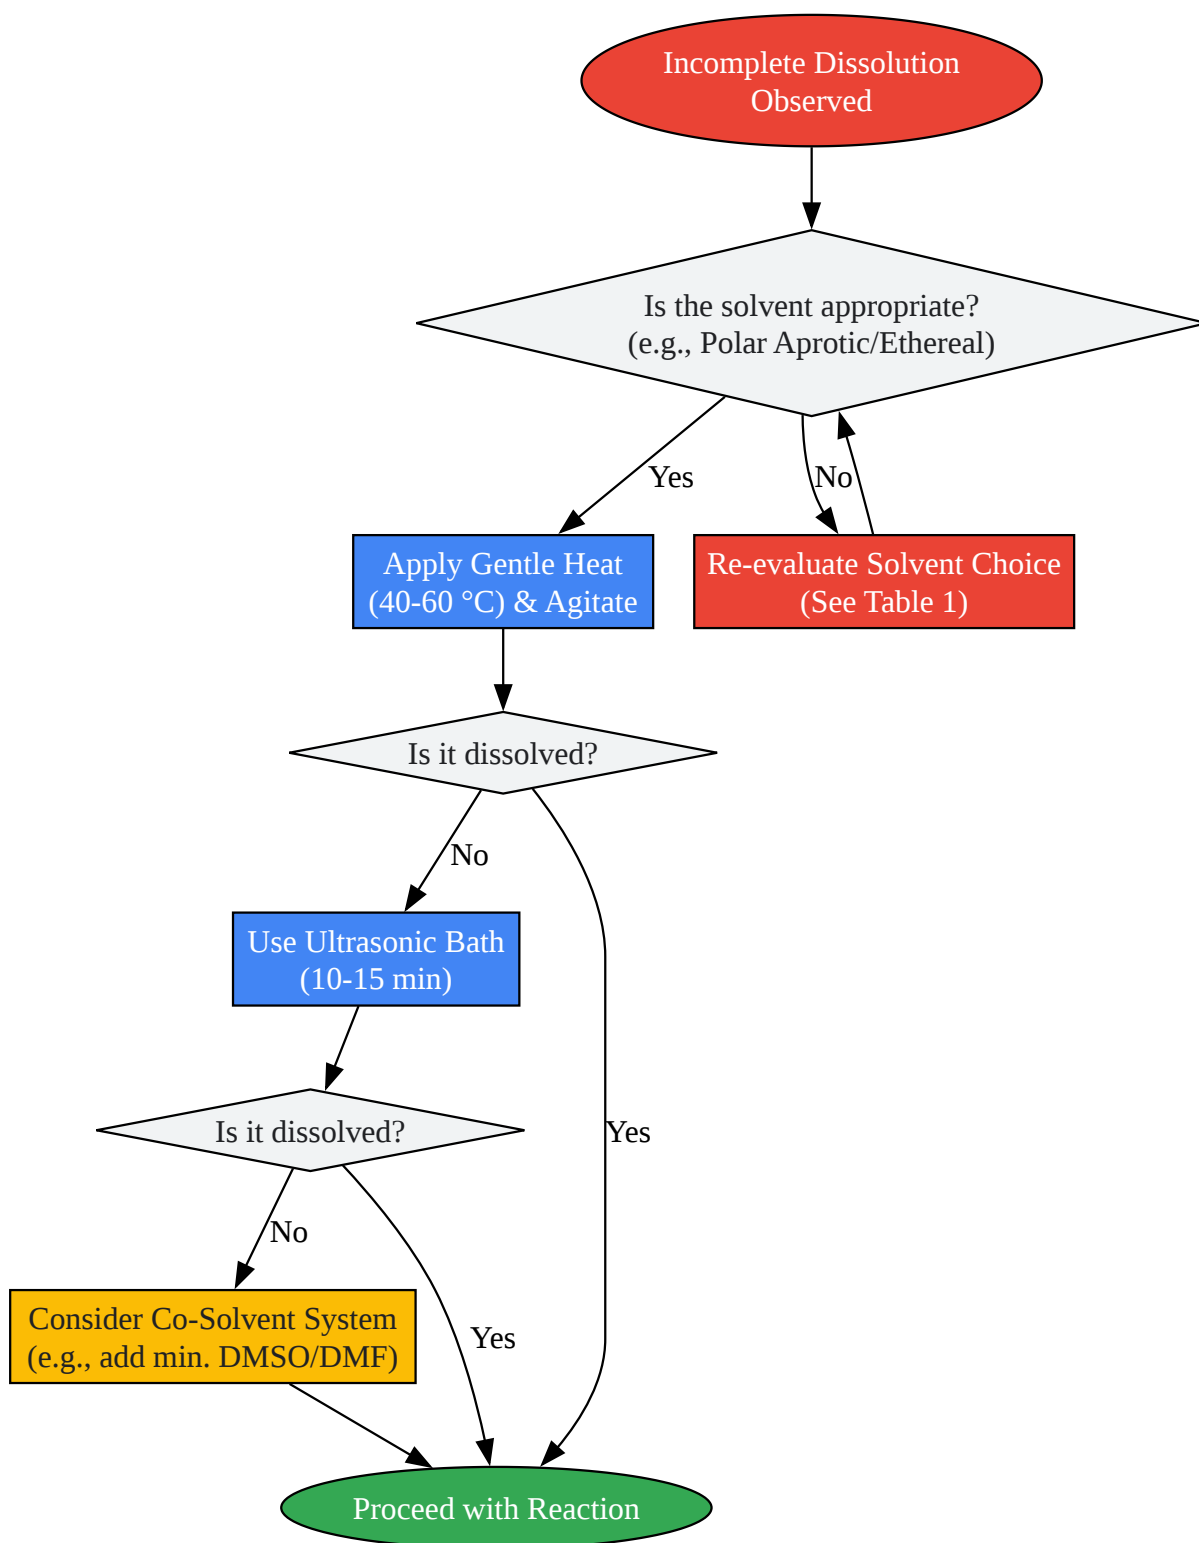 Incomplete Dissolution
Observed
Is the solvent appropriate?
(e.g., Polar Aprotic/Ethereal)
Yes
No
Apply Gentle Heat
(40-60 °C) & Agitate
Re-evaluate Solvent Choice
(See Table 1)
Is it dissolved?
No
Use Ultrasonic Bath
(10-15 min)
Is it dissolved?
Yes
No
Consider Co-Solvent System
(e.g., add min. DMSO/DMF)
Yes
Proceed with Reaction